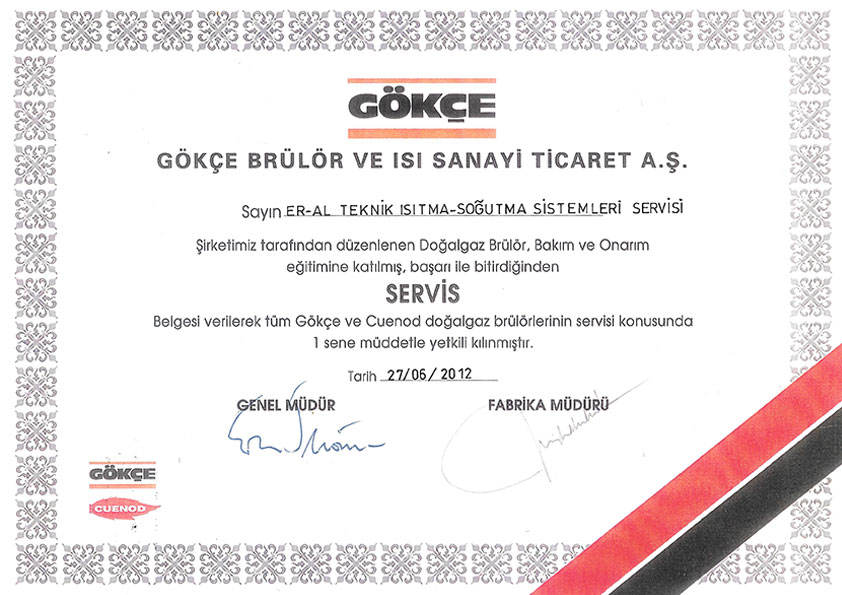 GÖKÇE
GÖKÇE BRÜLÖR VE ISI SANAYİ TİCARET A.Ş.
Sayın ER-AL TEKNİK ISITMA-SOĞUTMA SİSTEMLERİ SERVİSİ
Şirketimiz tarafından düzenlenen Doğalgaz Brülör, Bakım ve Onarım
eğitimine katılmış, başarı ile bitirdiğinden
SERVİS
Belgesi verilerek tüm Gökçe ve Cuenod doğalgaz brülörlerinin servisi konusunda
1 sene müddetle yetkili kılınmıştır.
Tarih 27/06/2012
GENEL MÜDÜR FABRİKA MÜDÜRÜ
GÖKÇE
CUENOD